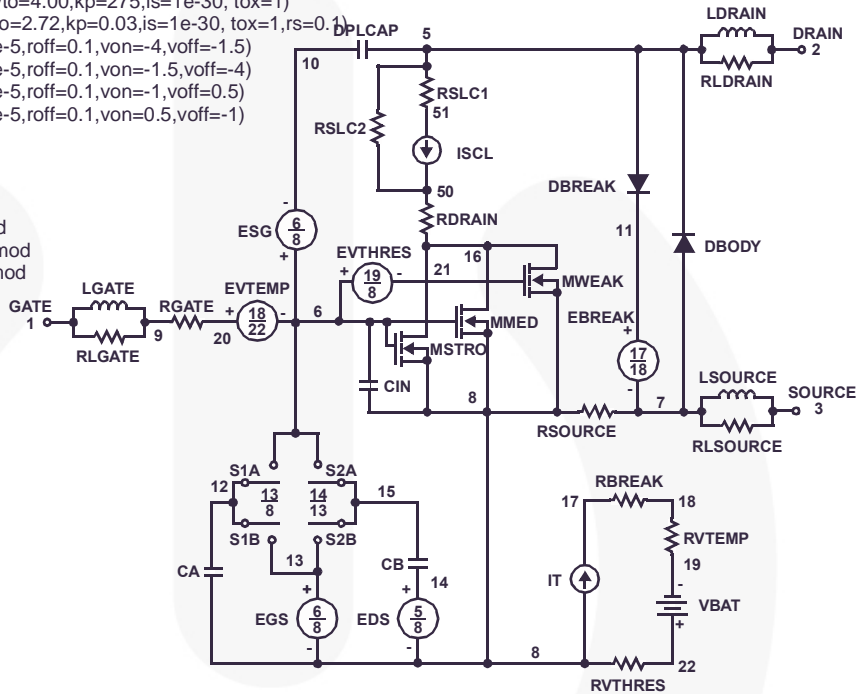 to=4.00,kp=275,is=1e-30, tox=1)
o=2.72,kp=0.03,is=1e-30, tox=1,rs=0.1)
e-5,roff=0.1,von=-4,voff=-1.5)
e-5,roff=0.1,von=-1.5,voff=-4)
e-5,roff=0.1,von=-1,voff=0.5)
e-5,roff=0.1,von=0.5,voff=-1)
d
mod
mod
DPLCAP
5
10
LDRAIN
DRAIN
2
RLDRAIN
RSLC1
51
RSLC2
ISCL
50
RDRAIN
DBREAK
11
DBODY
-
ESG
6
8
+
EVTHRES
+
19
8
-
21
16
MWEAK
LGATE
GATE
1
RLGATE
9
RGATE
20
EVTEMP
+
18
22
-
6
MMED
MSTRO
EBREAK
+
17
18
-
CIN
8
RSOURCE
7
LSOURCE
SOURCE
3
RLSOURCE
S1A
S2A
12
13
8
14
13
15
S1B
S2B
13
CA
CB
14
+
EGS
6
8
-
+
EDS
5
8
-
RBREAK
17
18
RVTEMP
19
IT
-
VBAT
+
8
22
RVTHRES